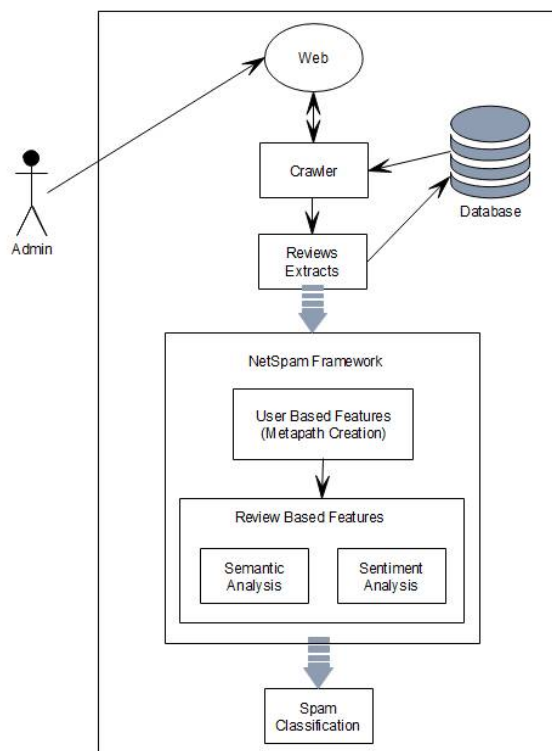 Web
Crawler
Database
Admin
Reviews
Extracts
NetSpam Framework
User Based Features
(Metapath Creation)
Review Based Features
Semantic
Analysis
Sentiment
Analysis
Spam
Classification